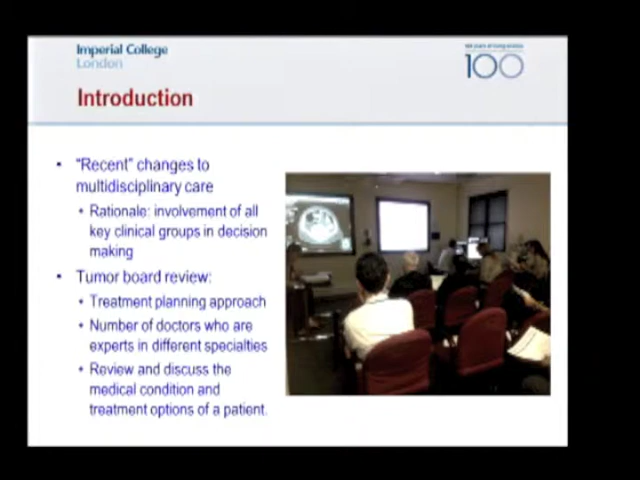 Imperial College
London
100
Introduction
• "Recent" changes to
multidisciplinary care
• Rationale: involvement of all
key clinical groups in decision
making
• Tumor board review:
• Treatment planning approach
• Number of doctors who are
experts in different specialties
• Review and discuss the
medical condition and
treatment options of a patient.